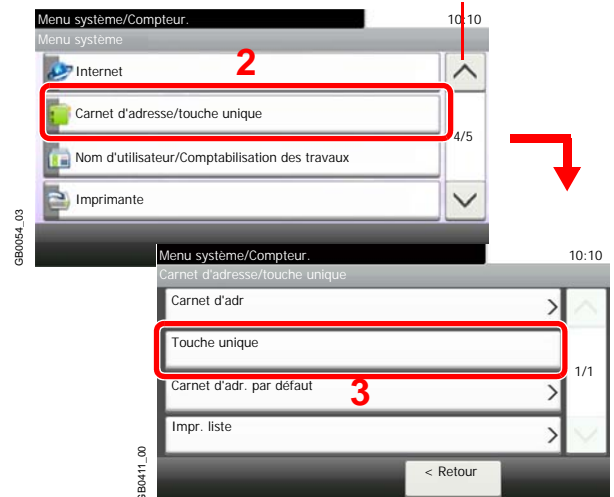 Menu système/Compteur.
10:10
Menu système
2
Internet
Carnet d'adresse/touche unique
4/5
Nom d'utilisateur/Comptabilisation des travaux
Imprimante
GB0054_03
Menu système/Compteur.
10:10
Carnet d'adresse/touche unique
Carnet d'adr
Touche unique
1/1
Carnet d'adr. par défaut
3
Impr. liste
< Retour
GB0411_00